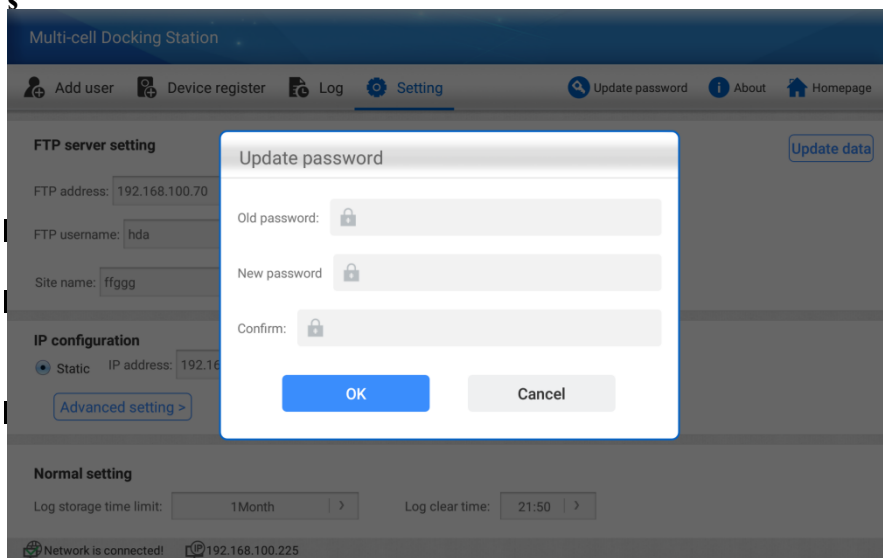 s
Multi-cell Docking Station
Add user Device register Log Setting Update password About Homepage
FTP server setting Update data
FTP address: 192.168.100.70
FTP username: hda
Site name: ffggg
Update password
Old password:
New password
Confirm:
OK Cancel
IP configuration
Static IP address: 192.16
Advanced setting >
Normal setting
Log storage time limit: 1Month > Log clear time: 21:50 >
Network is connected! IP 192.168.100.225